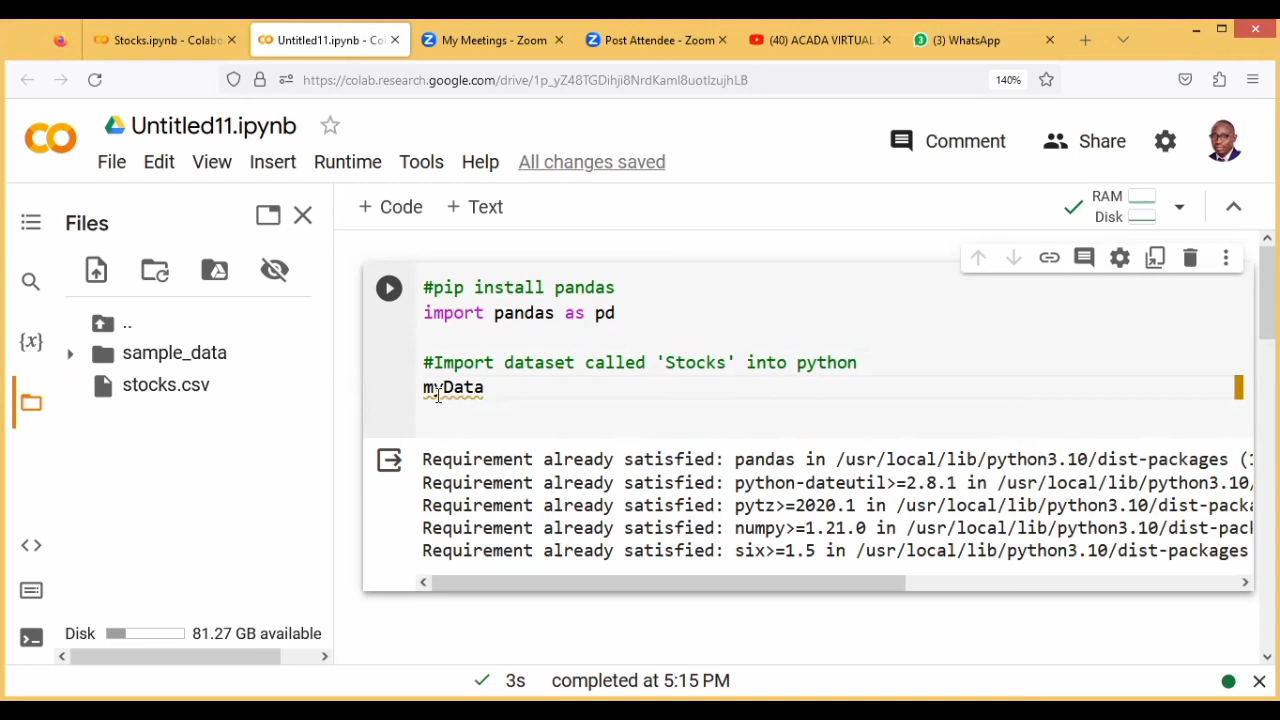 Stocks.ipynb - Colabo
Untitled11.ipynb - Col
My Meetings - Zoom
Post Attendee - Zoom
(40) ACADA VIRTUAL
(3) WhatsApp
https://colab.research.google.com/drive/1p_yZ48TGDihji8NrdKaml8uotIzujhLB
140%
CO
Untitled11.ipynb
Comment
Share
File Edit View Insert Runtime Tools Help All changes saved
Files
+ Code + Text
RAM
Disk
..
sample_data
stocks.csv
{x}
#pip install pandas
import pandas as pd
#Import dataset called 'Stocks' into python
myData
Requirement already satisfied: pandas in /usr/local/lib/python3.10/dist-packages (1
Requirement already satisfied: python-dateutil>=2.8.1 in /usr/local/lib/python3.10/
Requirement already satisfied: pytz>=2020.1 in /usr/local/lib/python3.10/dist-packa
Requirement already satisfied: numpy>=1.21.0 in /usr/local/lib/python3.10/dist-pack
Requirement already satisfied: six>=1.5 in /usr/local/lib/python3.10/dist-packages
Disk 81.27 GB available
3s completed at 5:15 PM